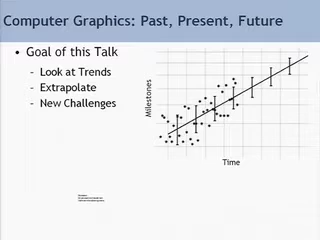 Computer Graphics: Past, Present, Future
• Goal of this Talk
- Look at Trends
- Extrapolate
- New Challenges
Milestones
Time